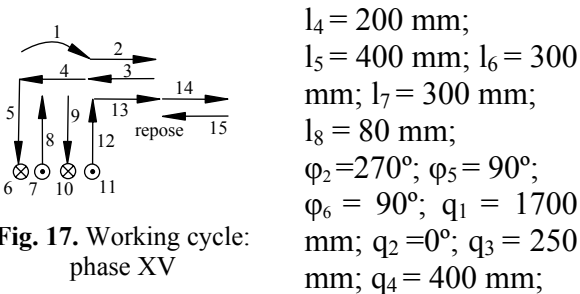 1
2
4
3
14
5
9
13
8
12
repose
15
6
7
10
11
Fig. 17. Working cycle:
phase XV
l₄ = 200 mm;
l₅ = 400 mm; l₆ = 300
mm; l₇ = 300 mm;
l₈ = 80 mm;
φ₂ =270º; φ₅ = 90º;
φ₆ = 90º; q₁ = 1700
mm; q₂ =0º; q₃ = 250
mm; q₄ = 400 mm;